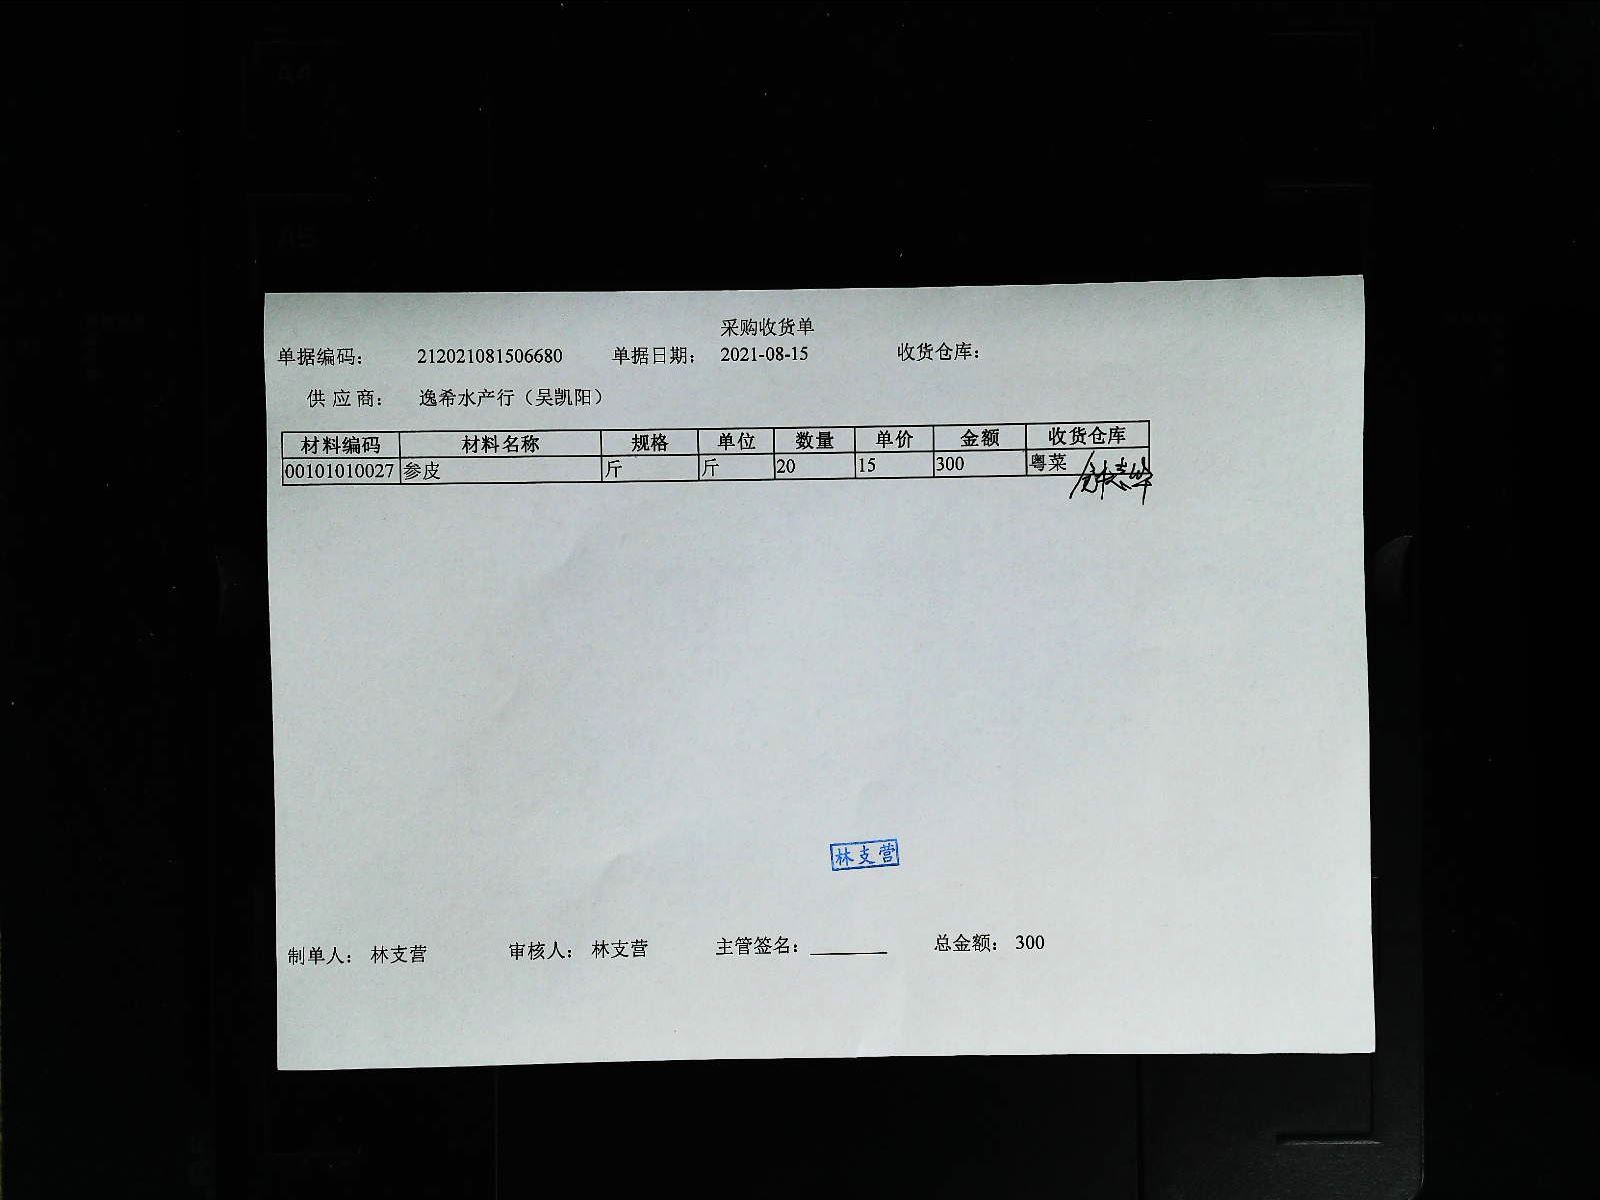 采购收货单
单据编码： 212021081506680 单据日期： 2021-08-15 收货仓库：
供 应 商： 逸希水产行（吴凯阳）
材料编码 材料名称 规格 单位 数量 单价 金额 收货仓库
00101010027 参皮 斤 斤 20 15 300 粤菜
林支营
制单人： 林支营 审核人： 林支营 主管签名： 总金额： 300